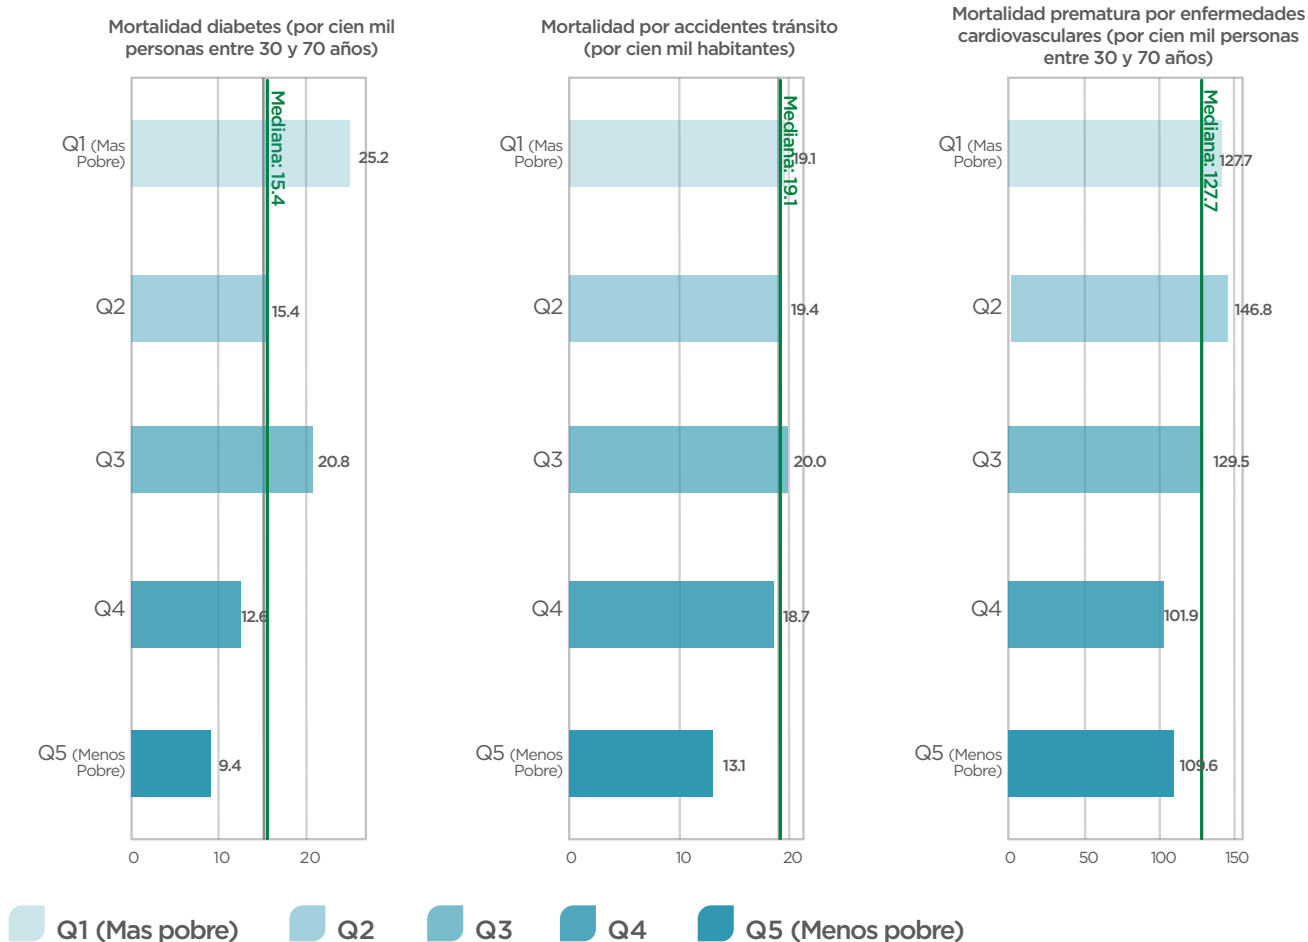 Mortalidad diabetes (por cien mil
personas entre 30 y 70 años)
Mediana: 15.4
Q1 (Mas
Pobre)
25.2
Q2
15.4
Q3
20.8
Q4
12.6
Q5 (Menos
Pobre)
9.4
0 10 20
Mortalidad por accidentes tránsito
(por cien mil habitantes)
Mediana: 19.1
Q1 (Mas
Pobre)
19.1
Q2
19.4
Q3
20.0
Q4
18.7
Q5 (Menos
Pobre)
13.1
0 10 20
Mortalidad prematura por enfermedades
cardiovasculares (por cien mil personas
entre 30 y 70 años)
Mediana: 127.7
Q1 (Mas
Pobre)
127.7
Q2
146.8
Q3
129.5
Q4
101.9
Q5 (Menos
Pobre)
109.6
0 50 100 150
Q1 (Mas pobre) Q2 Q3 Q4 Q5 (Menos pobre)